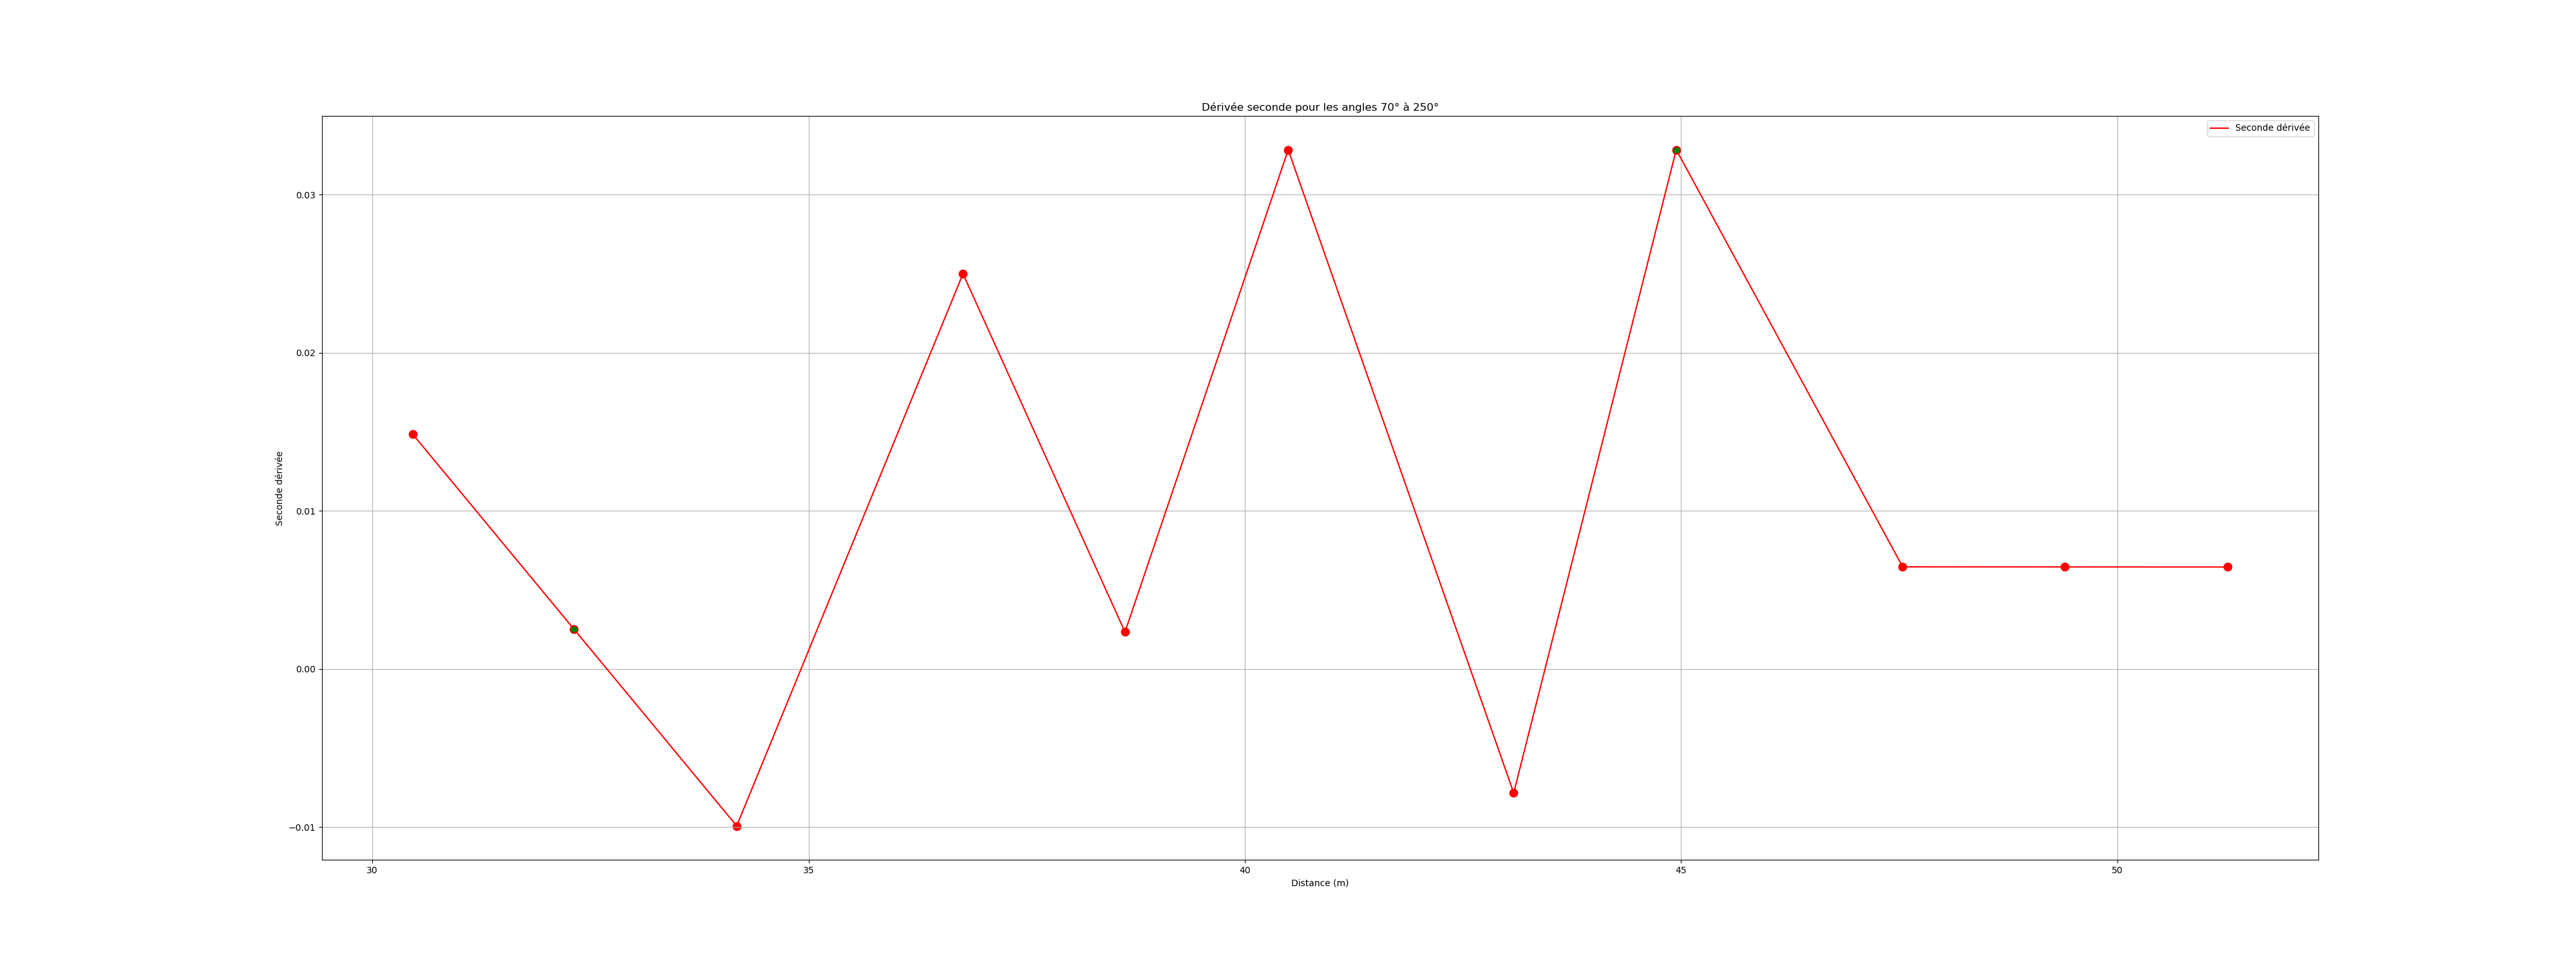 Dérivée seconde pour les angles 70° à 250°
Seconde dérivée
0.03
0.02
0.01
0.00
−0.01
Seconde dérivée
30
35
40
45
50
Distance (m)